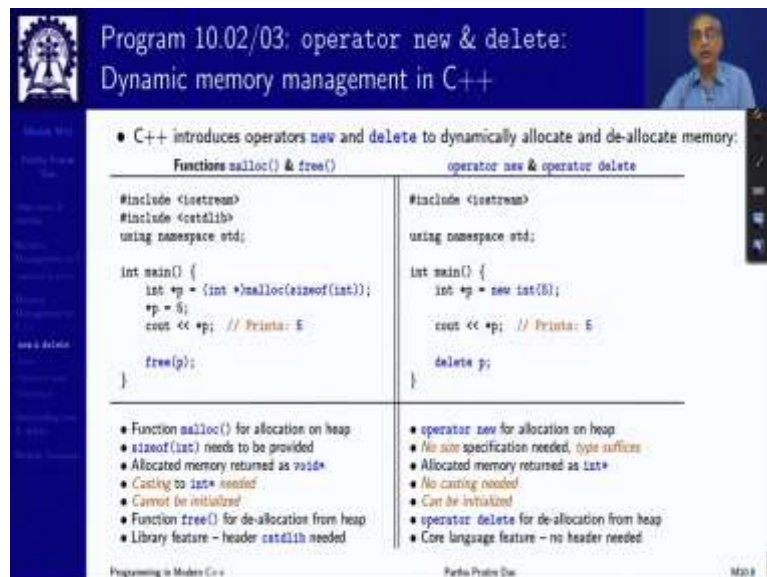 Program 10.02/03: operator new & delete:
Dynamic memory management in C++
• C++ introduces operators new and delete to dynamically allocate and de-allocate memory:
Functions malloc() & free()
#include <iostream>
#include <cstdlib>
using namespace std;
int main() {
int *p = (int *)malloc(sizeof(int));
*p = 5;
cout << *p; // Prints: 5
free(p);
}
• Function malloc() for allocation on heap
• sizeof(int) needs to be provided
• Allocated memory returned as void*
• Casting to int* needed
• Cannot be initialized
• Function free() for de-allocation from heap
• Library feature – header cstdlib needed
operator new & operator delete
#include <iostream>
using namespace std;
int main() {
int *p = new int(5);
cout << *p; // Prints: 5
delete p;
}
• operator new for allocation on heap
• No size specification needed, type suffices
• Allocated memory returned as int*
• No casting needed
• Can be initialized
• operator delete for de-allocation from heap
• Core language feature – no header needed
Programming in Modern C++
Partha Pratim Das
M10.8